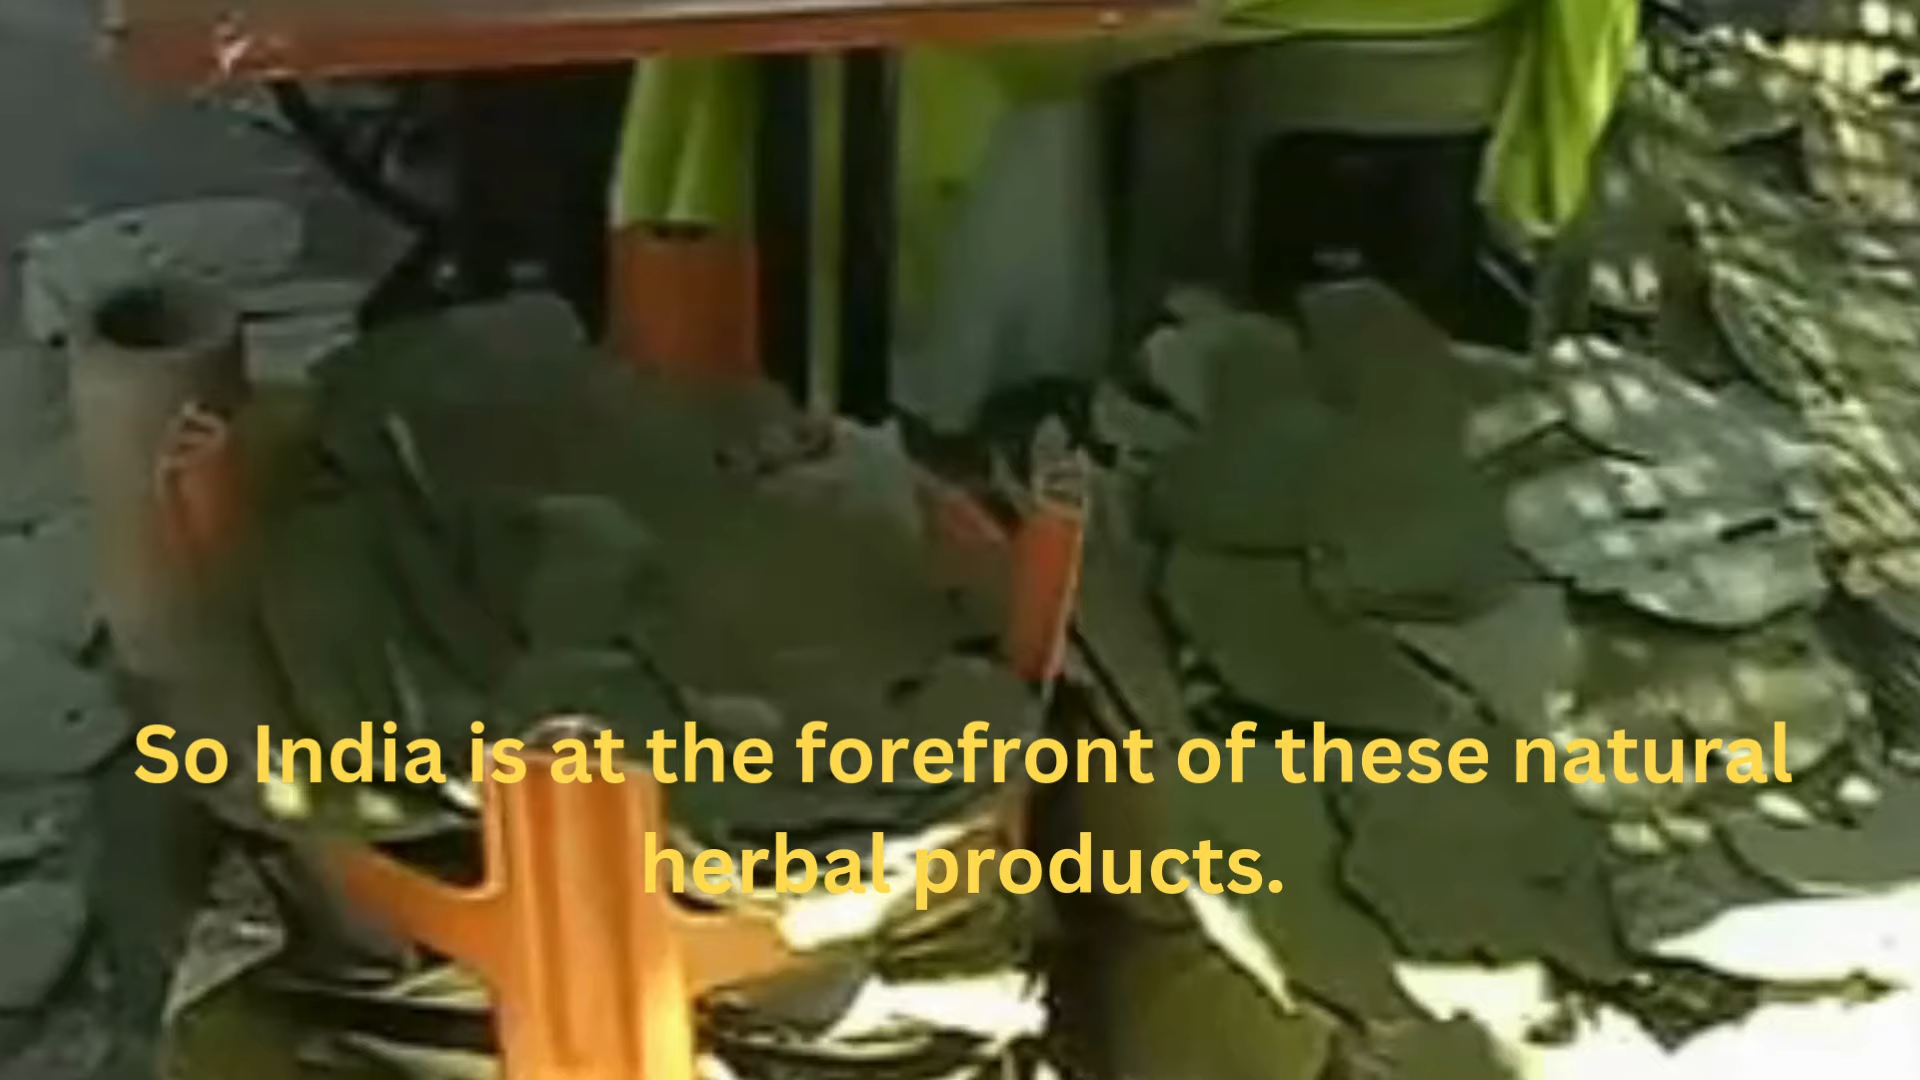 So India is at the forefront of these natural
herbal products.